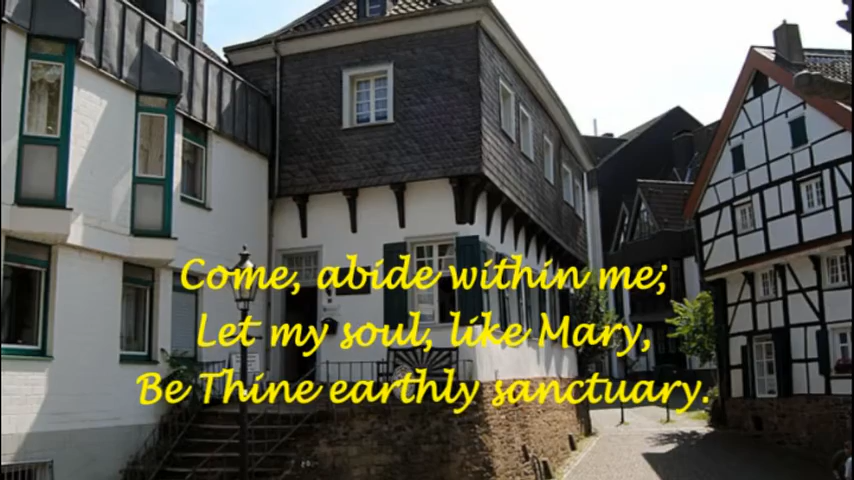 Come, abide within me;
Let my soul, like Mary,
Be Thine earthly sanctuary.